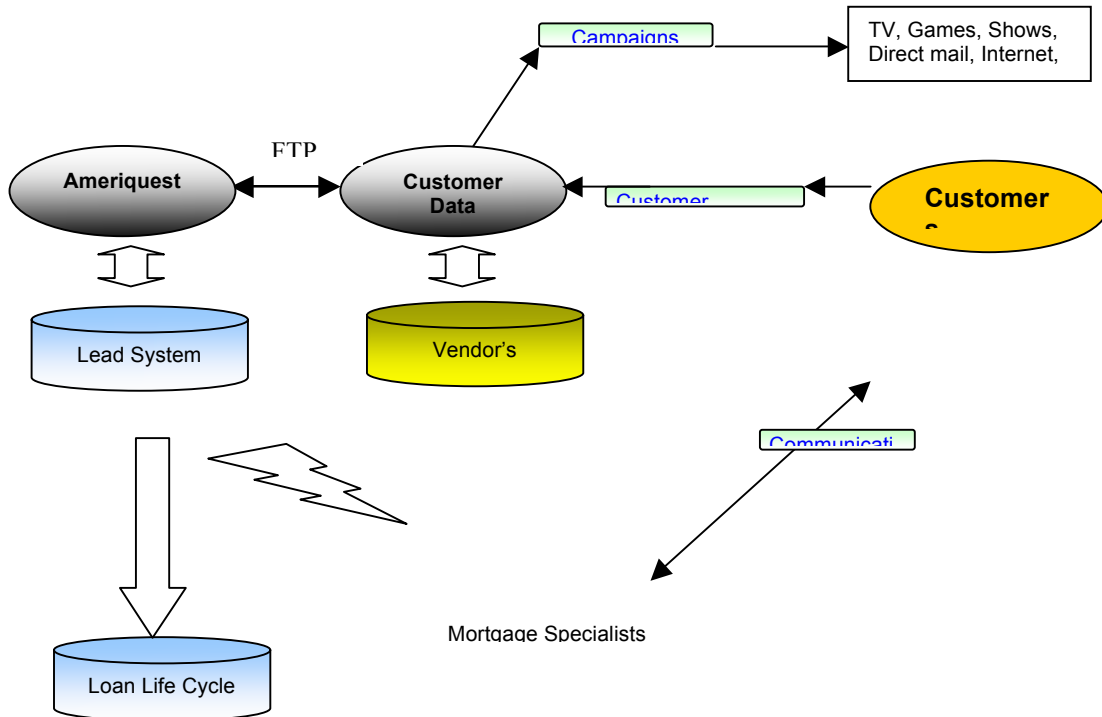 Campaigns
TV, Games, Shows,
Direct mail, Internet,
FTP
Ameriquest
Customer
Data
Customer
Customer
s
Lead System
Vendor's
Communicati
Mortgage Specialists
Loan Life Cycle